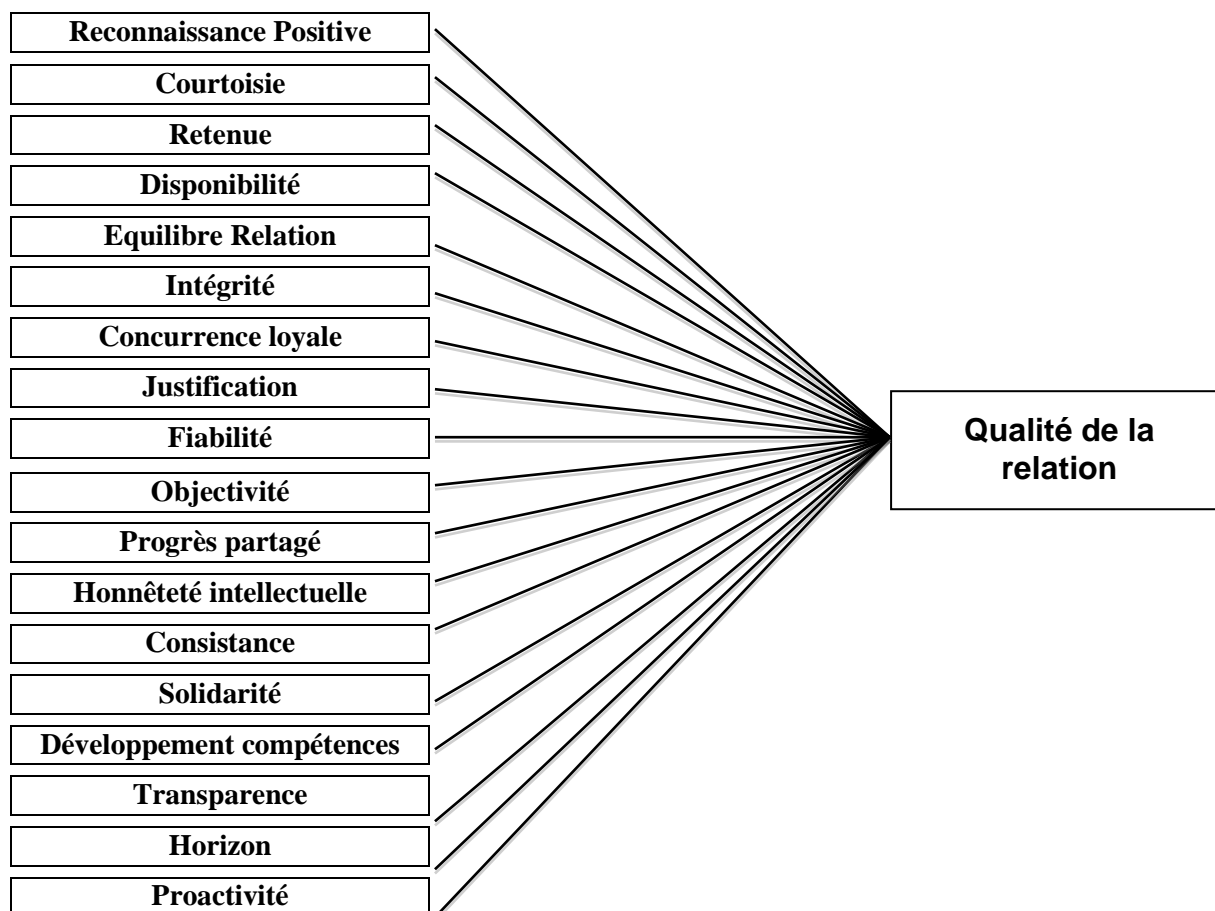 Reconnaissance Positive
Courtoisie
Retenue
Disponibilité
Equilibre Relation
Intégrité
Concurrence loyale
Justification
Fiabilité
Objectivité
Progrès partagé
Honnêteté intellectuelle
Consistance
Solidarité
Développement compétences
Transparence
Horizon
Proactivité
Qualité de la
relation